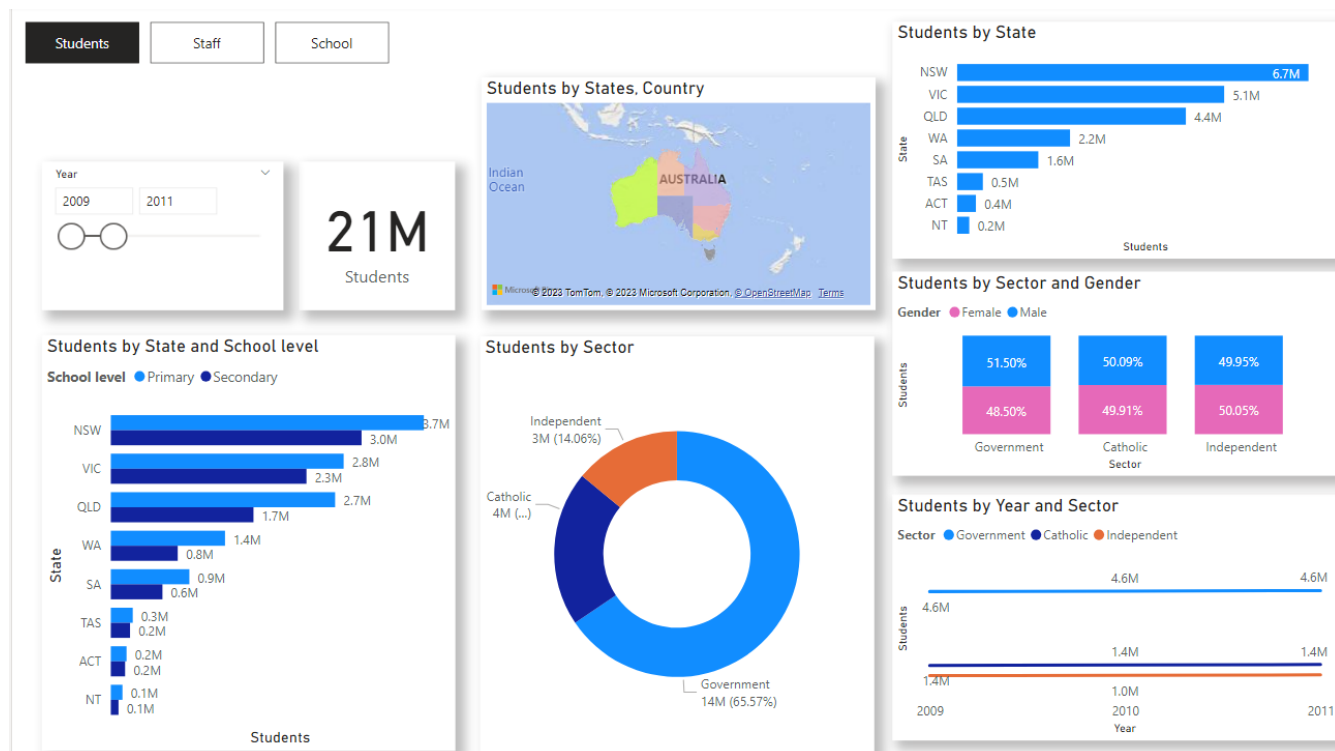 Students
Staff
School
Year
2009
2011
21M
Students
Students by States, Country
Indian
Ocean
AUSTRALIA
© 2023 TomTom, © 2023 Microsoft Corporation, © OpenStreetMap Terms
Students by State
NSW
6.7M
VIC
5.1M
QLD
4.4M
WA
2.2M
SA
1.6M
TAS
0.5M
ACT
0.4M
NT
0.2M
State
Students
Students by Sector and Gender
Gender Female Male
Students
51.50%
50.09%
49.95%
48.50%
49.91%
50.05%
Government
Catholic
Independent
Sector
Students by State and School level
School level Primary Secondary
State
NSW
3.7M
3.0M
VIC
2.8M
2.3M
QLD
2.7M
1.7M
WA
1.4M
0.8M
SA
0.9M
0.6M
TAS
0.3M
0.2M
ACT
0.2M
0.2M
NT
0.1M
0.1M
Students
Students by Sector
Independent
3M (14.06%)
Catholic
4M (...)
Government
14M (65.57%)
Students by Year and Sector
Sector Government Catholic Independent
Students
4.6M
4.6M
4.6M
1.4M
1.4M
1.4M
1.0M
2009
2010
2011
Year